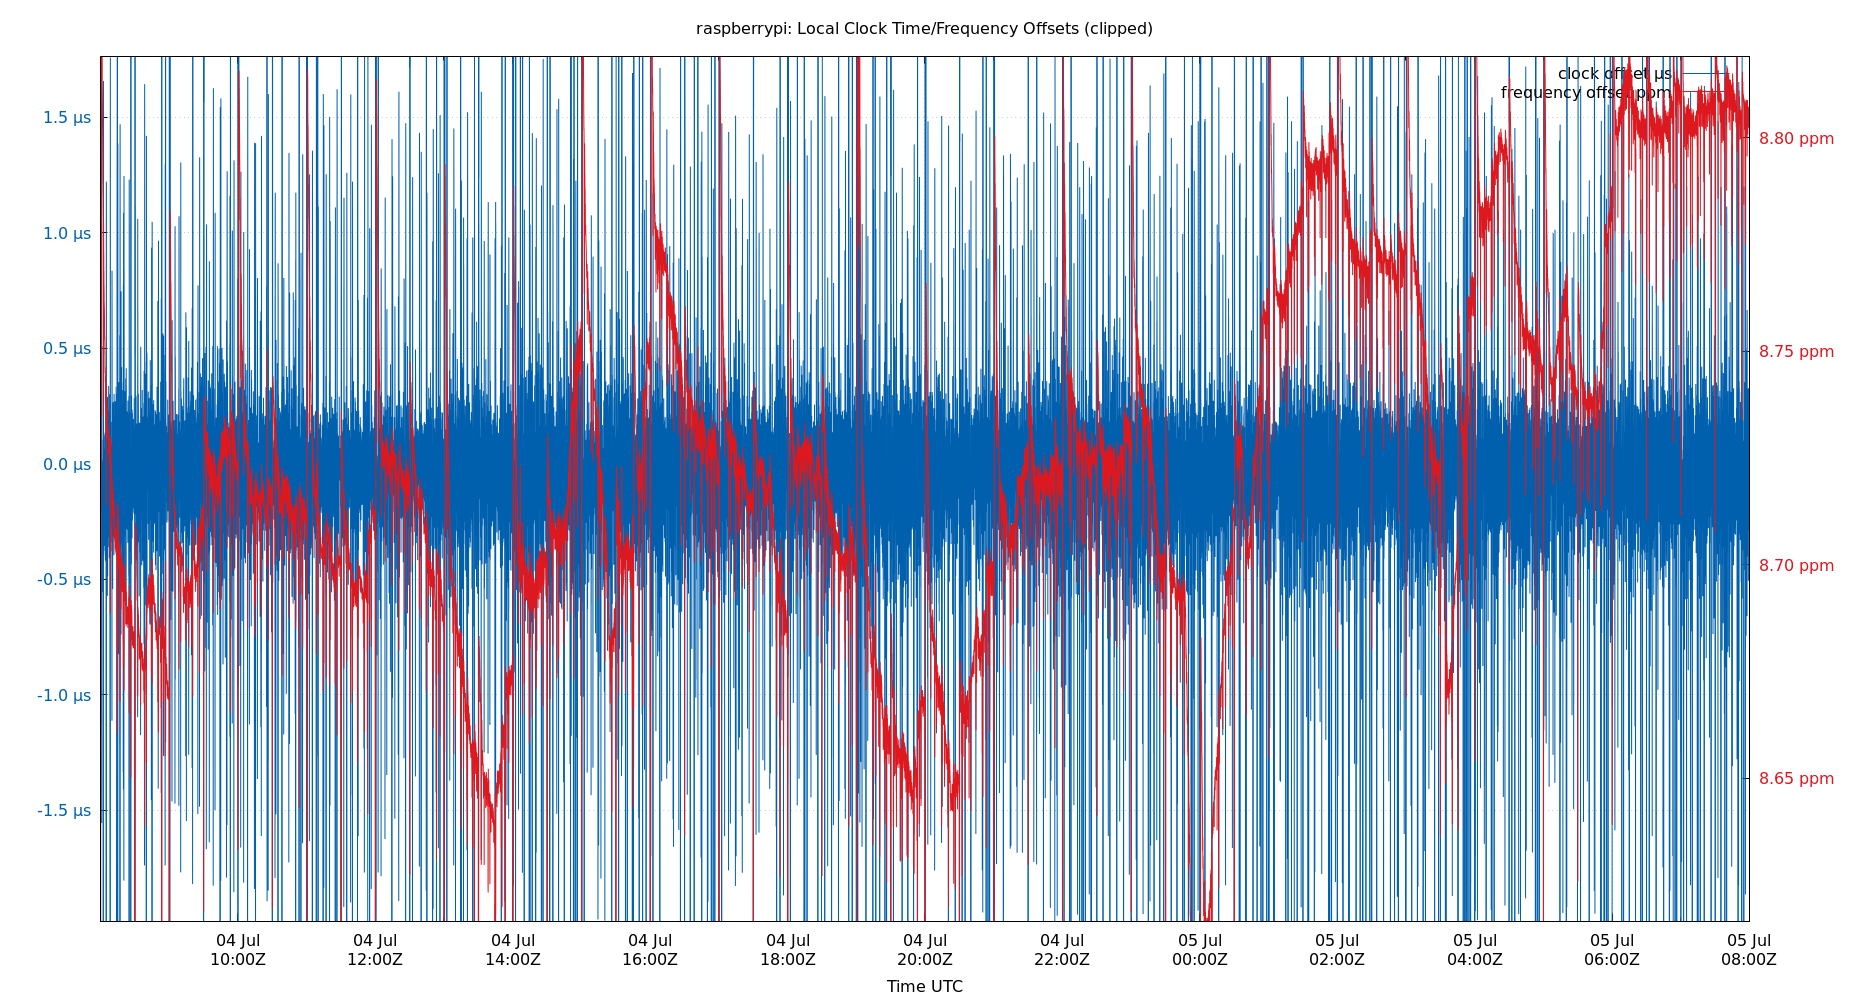 raspberrypi: Local Clock Time/Frequency Offsets (clipped)
clock offset µs
frequency offset ppm
1.5 µs
1.0 µs
0.5 µs
0.0 µs
-0.5 µs
-1.0 µs
-1.5 µs
8.80 ppm
8.75 ppm
8.70 ppm
8.65 ppm
04 Jul
10:00Z
04 Jul
12:00Z
04 Jul
14:00Z
04 Jul
16:00Z
04 Jul
18:00Z
04 Jul
20:00Z
04 Jul
22:00Z
05 Jul
00:00Z
05 Jul
02:00Z
05 Jul
04:00Z
05 Jul
06:00Z
05 Jul
08:00Z
Time UTC